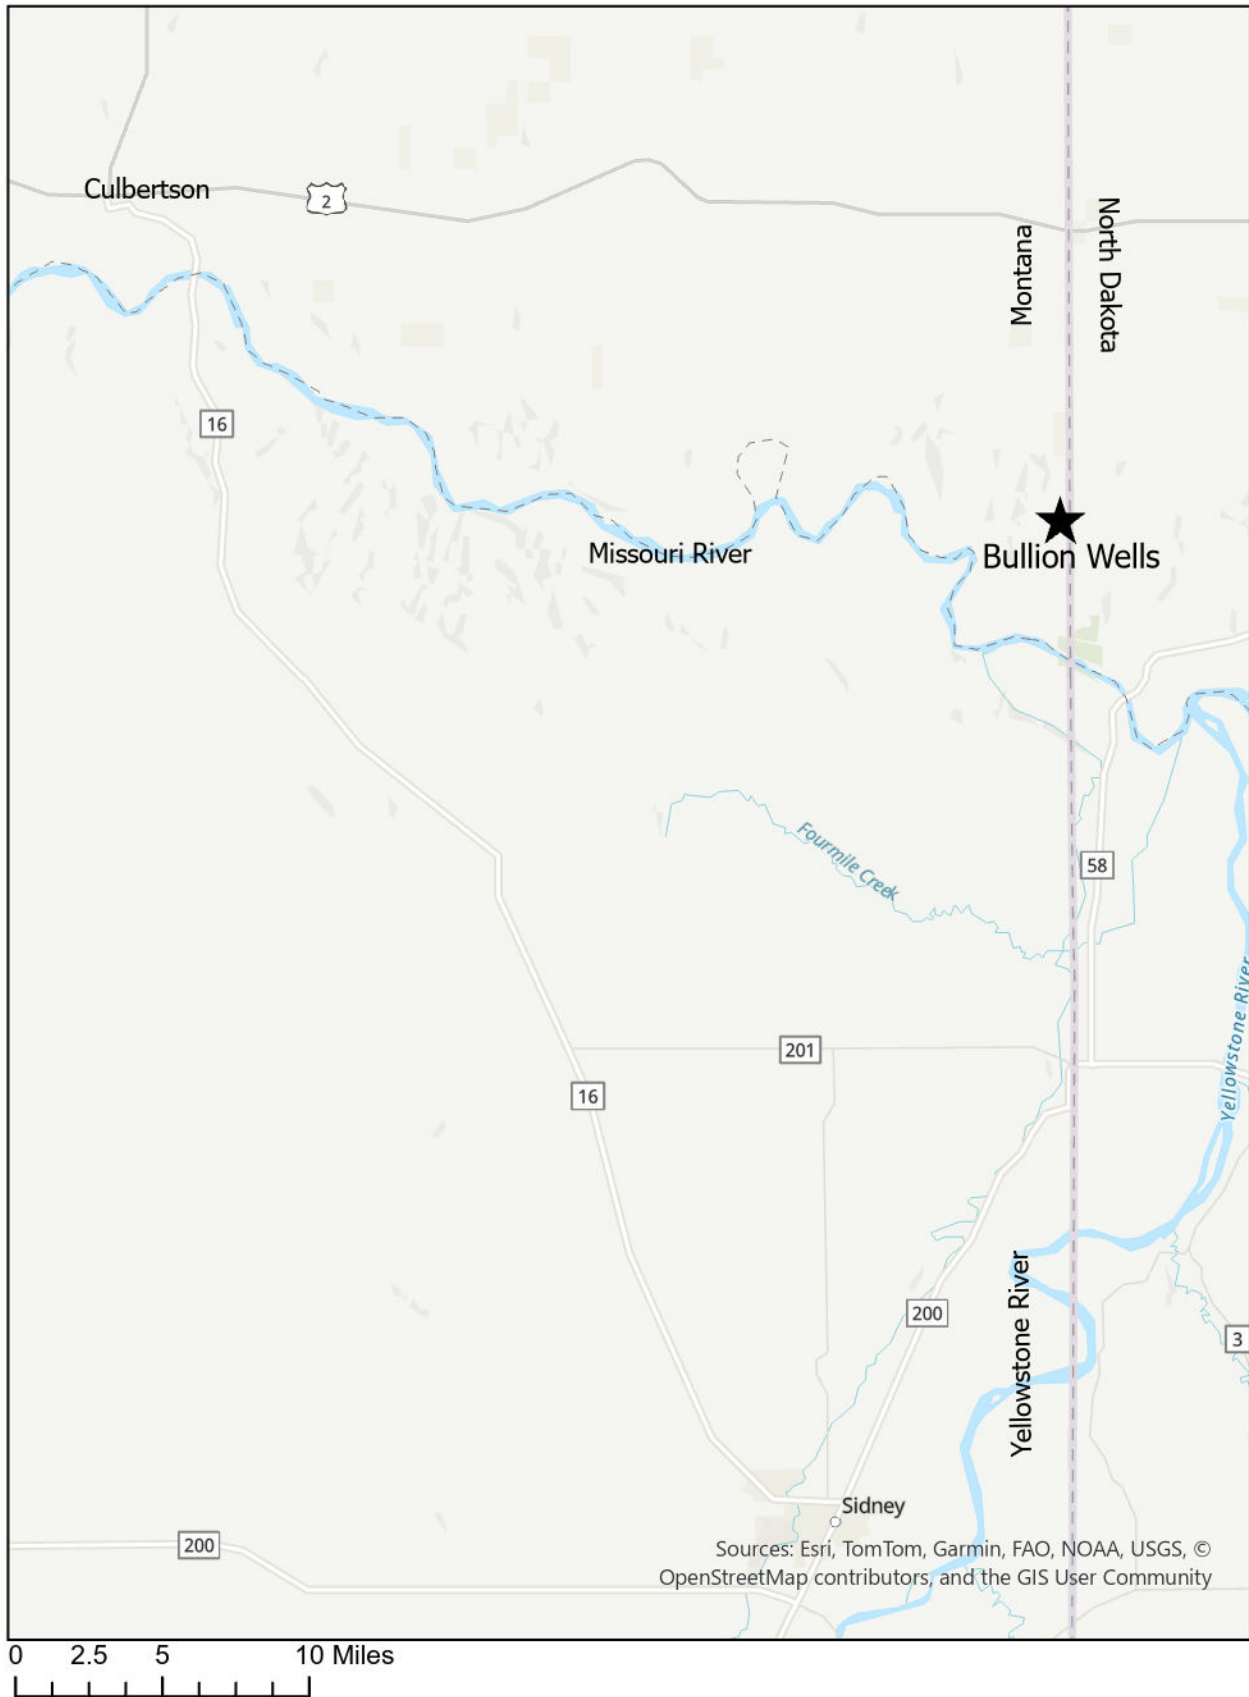 Culbertson
2
Montana
North Dakota
16
Missouri River
Bullion Wells
Fourmile Creek
58
Yellowstone River
201
16
Yellowstone River
200
3
Sidney
200
Sources: Esri, TomTom, Garmin, FAO, NOAA, USGS, ©
OpenStreetMap contributors, and the GIS User Community
0 2.5 5 10 Miles